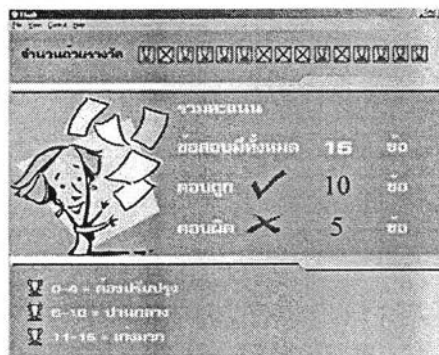 File View Control Help
จำนวนถ้วยรางวัล
รวมคะแนน
ข้อสอบมีทั้งหมด 15 ข้อ
ตอบถูก 10 ข้อ
ตอบผิด 5 ข้อ
0-4 = ต้องปรับปรุง
5-10 = ปานกลาง
11-15 = เก่งมาก